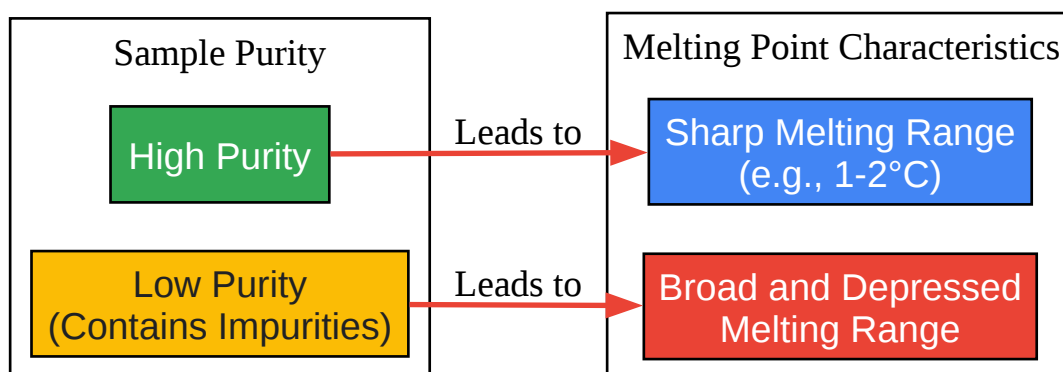 Sample Purity
Melting Point Characteristics
High Purity
Leads to
Sharp Melting Range
(e.g., 1-2°C)
Low Purity
(Contains Impurities)
Leads to
Broad and Depressed
Melting Range